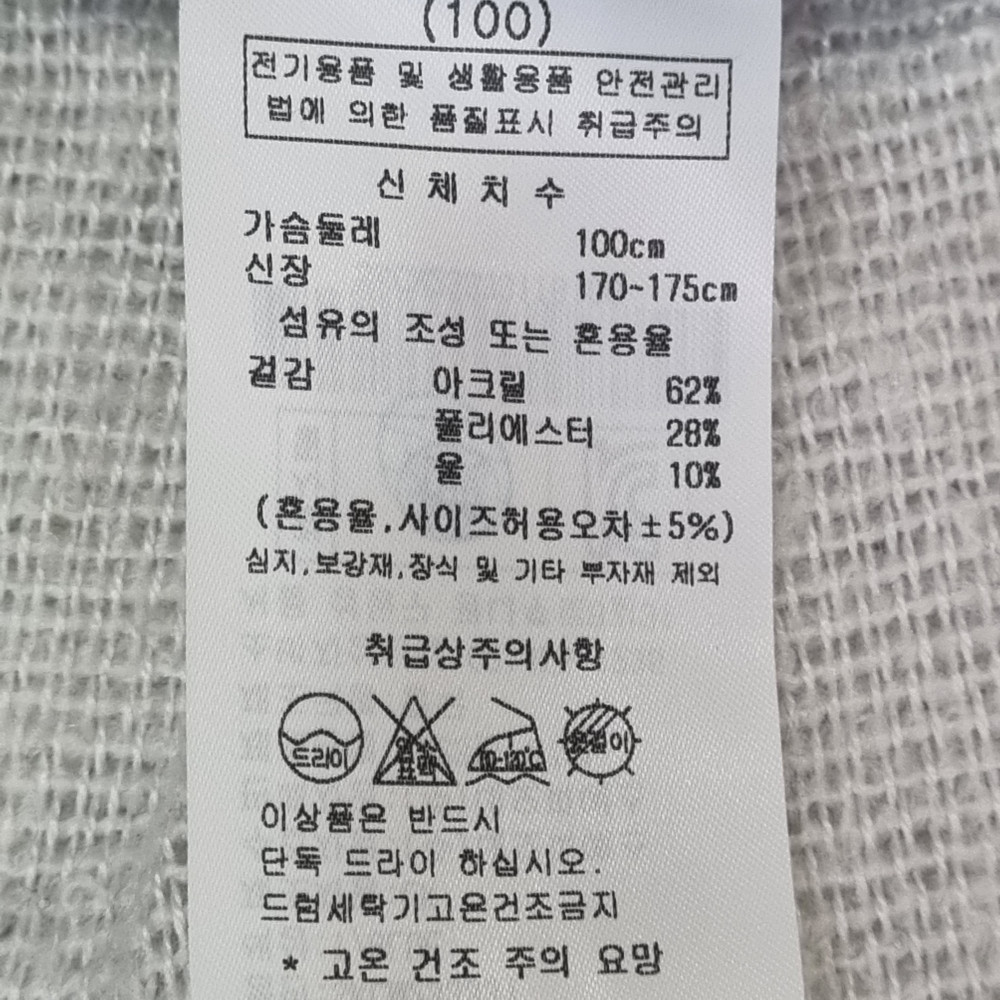 (100)
전기용품 및 생활용품 안전관리
법에 의한 품질표시 취급주의
신 체 치 수
가슴둘레 100cm
신장 170~175cm
섬유의 조성 또는 혼용율
겉감 아크릴 62%
폴리에스터 28%
울 10%
(혼용율,사이즈허용오차±5%)
심지,보강재,장식 및 기타 부자재 제외
취급상주의사항
드라이
이상품은 반드시
단독 드라이 하십시오.
드럼세탁기고온건조금지
* 고온 건조 주의 요망